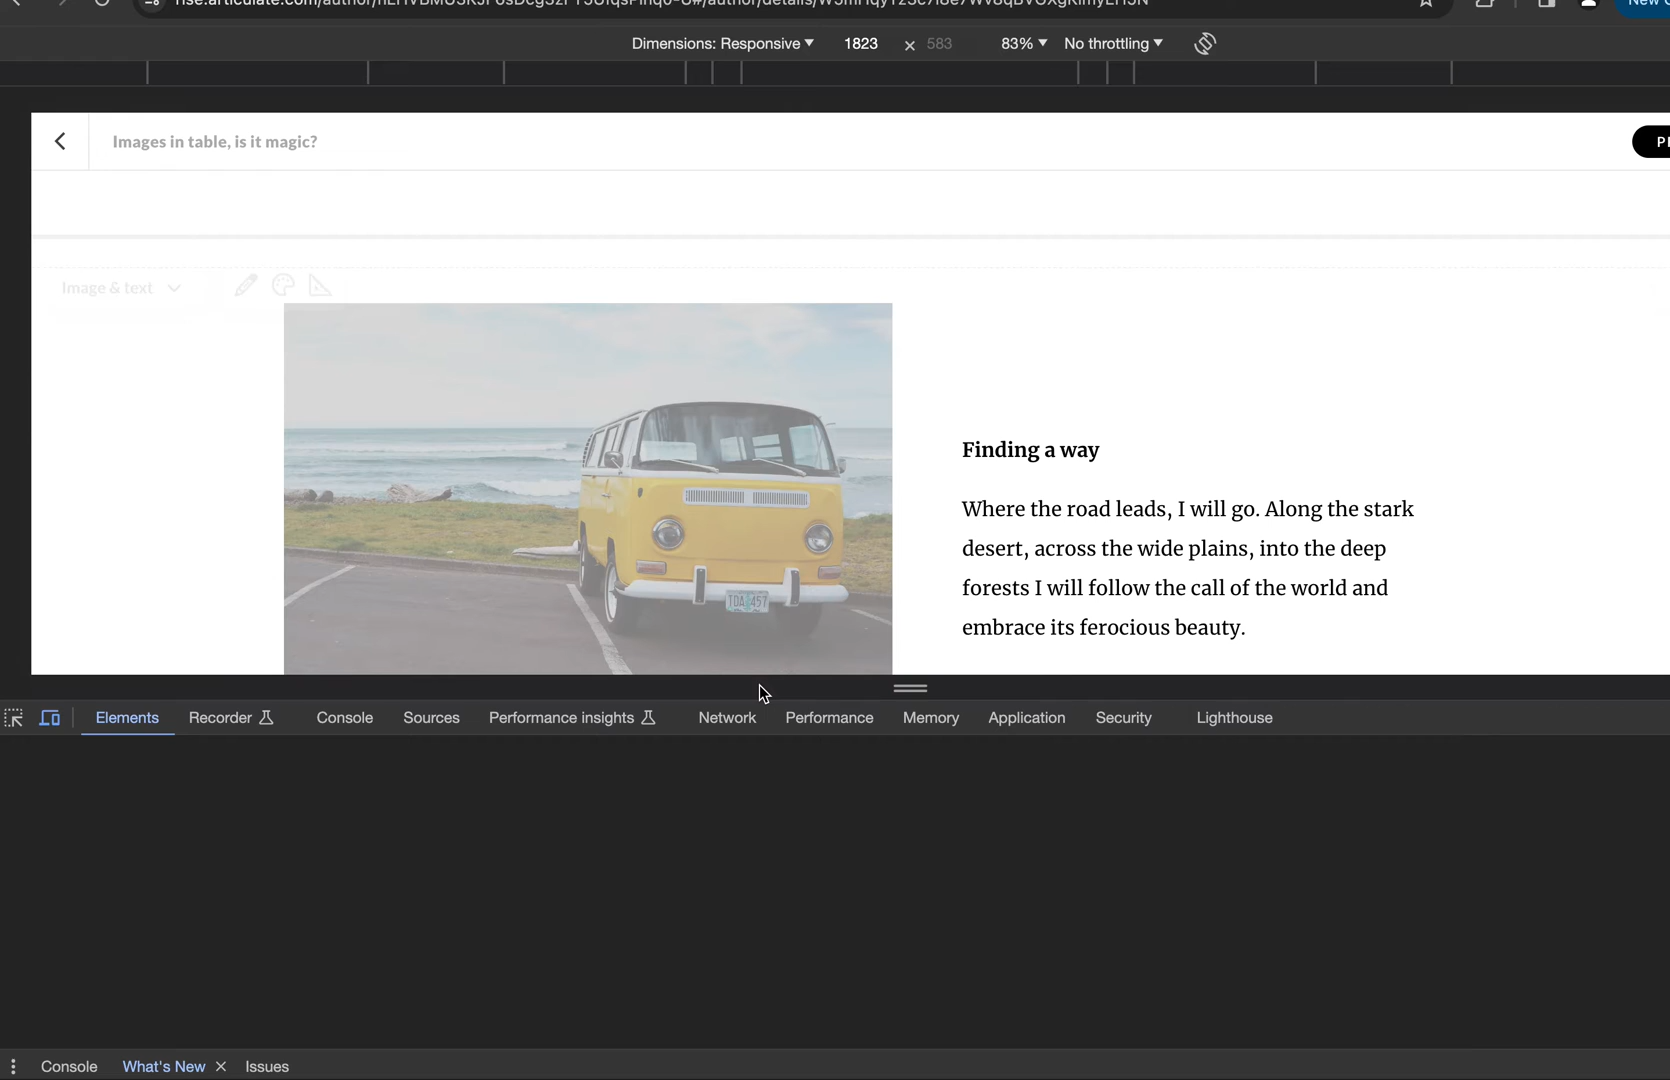 Dimensions: Responsive 1823 × 583 83% No throttling
Images in table, is it magic?
Image & text
Finding a way
Where the road leads, I will go. Along the stark
desert, across the wide plains, into the deep
forests I will follow the call of the world and
embrace its ferocious beauty.
Elements Recorder Console Sources Performance insights Network Performance Memory Application Security Lighthouse
Console What's New × Issues